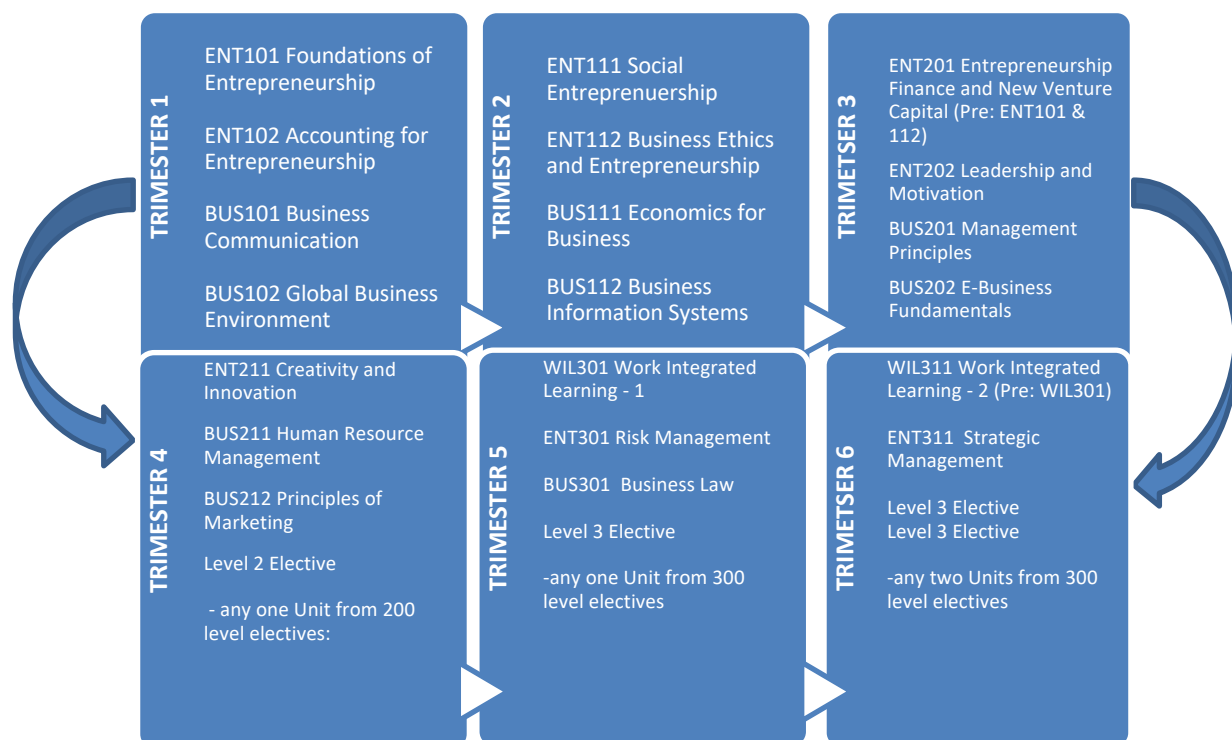 TRIMESTER 1
ENT101 Foundations of
Entrepreneurship
ENT102 Accounting for
Entrepreneurship
BUS101 Business
Communication
BUS102 Global Business
Environment
TRIMESTER 2
ENT111 Social
Entreprenuership
ENT112 Business Ethics
and Entrepreneurship
BUS111 Economics for
Business
BUS112 Business
Information Systems
TRIMETSER 3
ENT201 Entrepreneurship
Finance and New Venture
Capital (Pre: ENT101 &
112)
ENT202 Leadership and
Motivation
BUS201 Management
Principles
BUS202 E-Business
Fundamentals
TRIMESTER 4
ENT211 Creativity and
Innovation
BUS211 Human Resource
Management
BUS212 Principles of
Marketing
Level 2 Elective
- any one Unit from 200
level electives:
TRIMESTER 5
WIL301 Work Integrated
Learning - 1
ENT301 Risk Management
BUS301 Business Law
Level 3 Elective
-any one Unit from 300
level electives
TRIMETSER 6
WIL311 Work Integrated
Learning - 2 (Pre: WIL301)
ENT311 Strategic
Management
Level 3 Elective
Level 3 Elective
-any two Units from 300
level electives